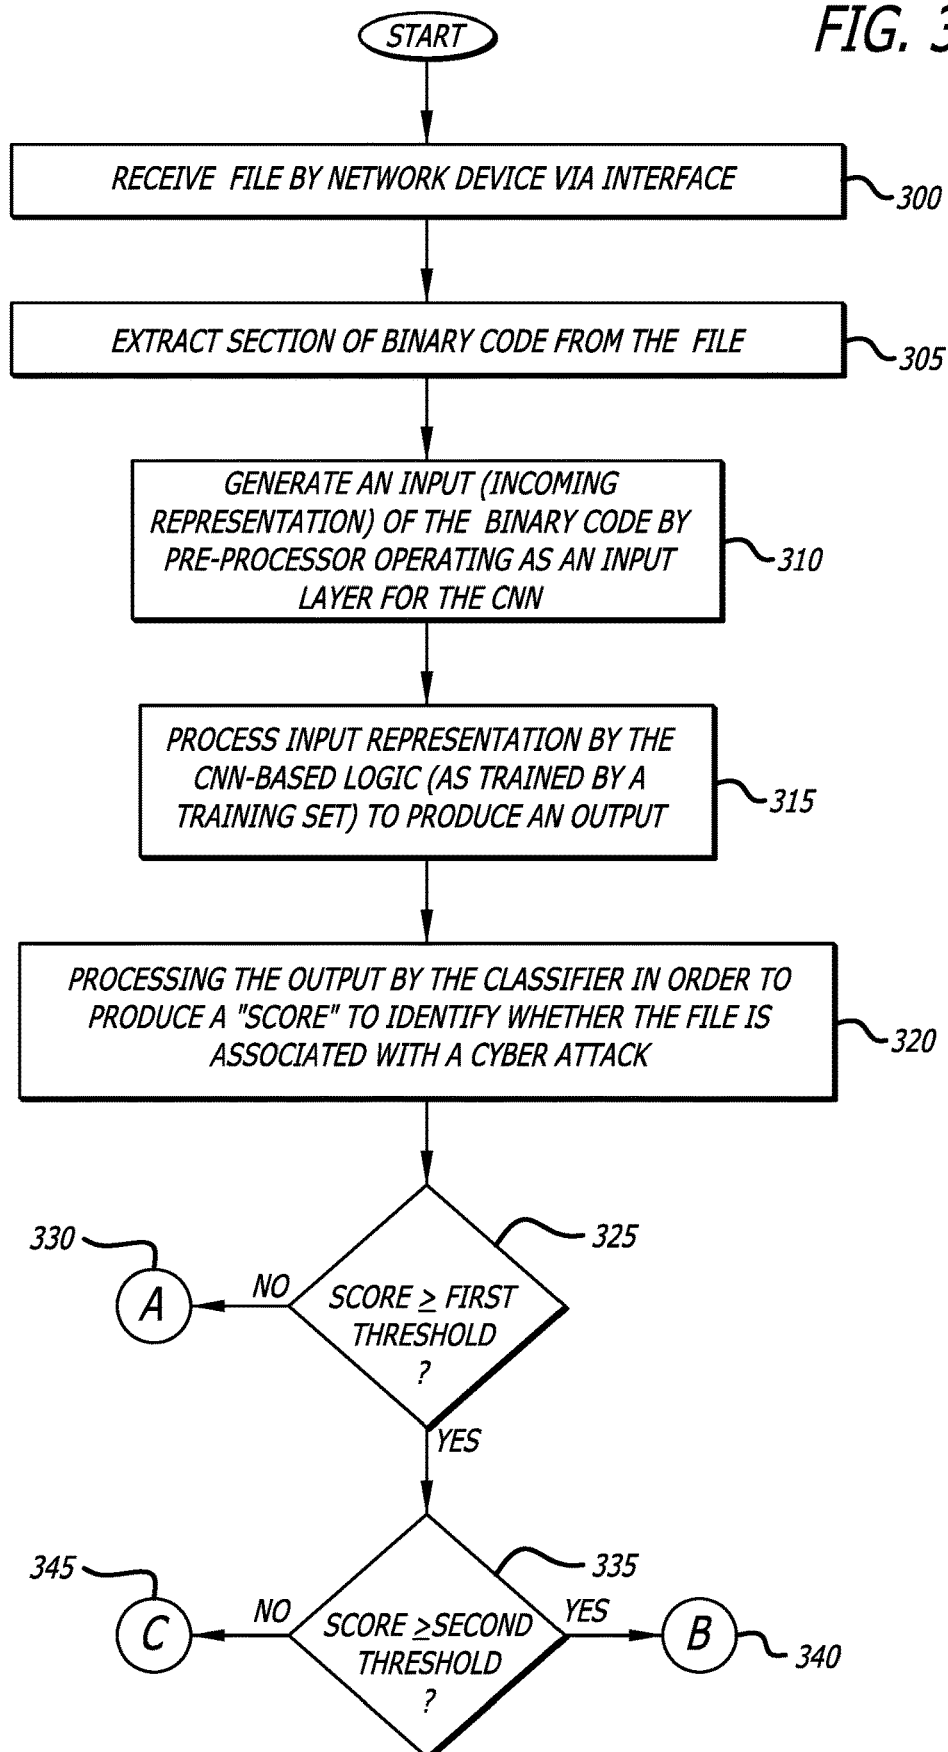 START
FIG. 3
RECEIVE FILE BY NETWORK DEVICE VIA INTERFACE
300
EXTRACT SECTION OF BINARY CODE FROM THE FILE
305
GENERATE AN INPUT (INCOMING
REPRESENTATION) OF THE BINARY CODE BY
PRE-PROCESSOR OPERATING AS AN INPUT
LAYER FOR THE CNN
310
PROCESS INPUT REPRESENTATION BY THE
CNN-BASED LOGIC (AS TRAINED BY A
TRAINING SET) TO PRODUCE AN OUTPUT
315
PROCESSING THE OUTPUT BY THE CLASSIFIER IN ORDER TO
PRODUCE A "SCORE" TO IDENTIFY WHETHER THE FILE IS
ASSOCIATED WITH A CYBER ATTACK
320
330
325
A
NO
SCORE ≥ FIRST
THRESHOLD
?
YES
345
335
C
NO
SCORE ≥SECOND
THRESHOLD
?
YES
B
340